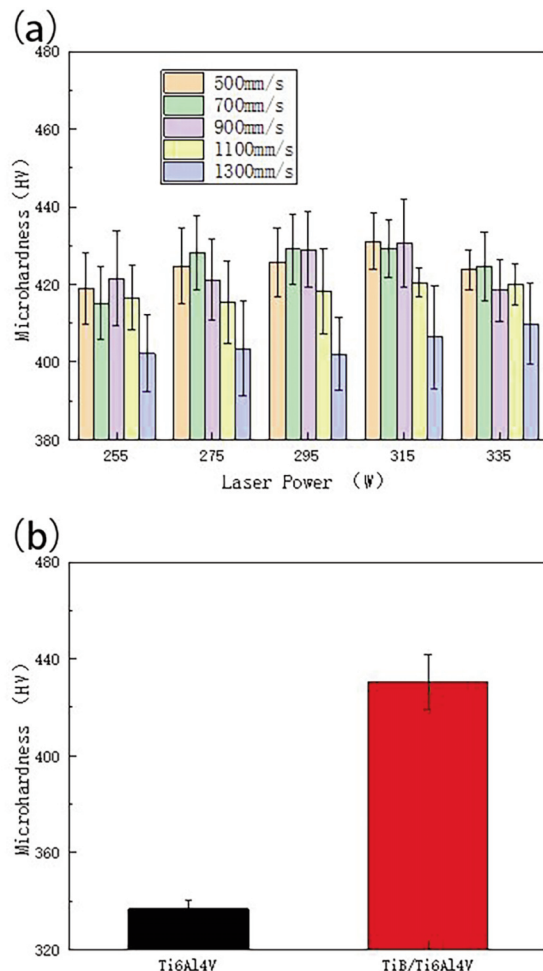 (a)
480
460
440
420
400
380
Microhardness (HV)
500mm/s
700mm/s
900mm/s
1100mm/s
1300mm/s
255 275 295 315 335
Laser Power (W)
(b)
480
440
400
360
320
Microhardness (HV)
Ti6Al4V TiB/Ti6Al4V